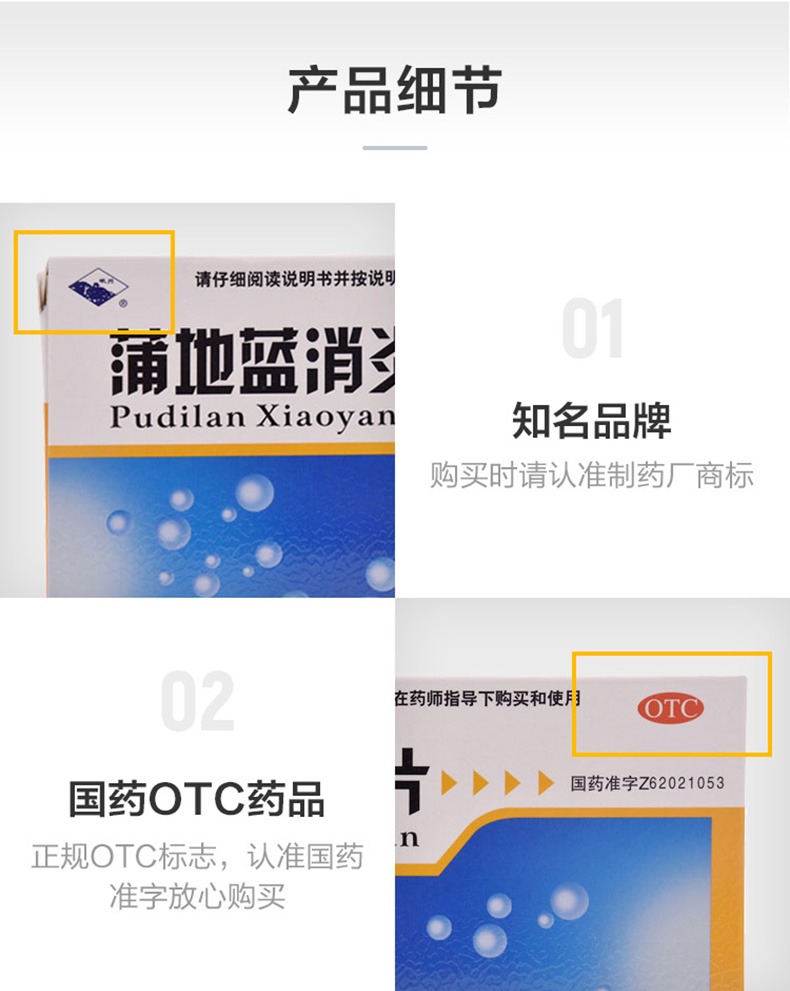 产品细节
请仔细阅读说明书并按说明
®
蒲地蓝消炎
Pudilan Xiaoyan
01
知名品牌
购买时请认准制药厂商标
02
国药OTC药品
正规OTC标志，认准国药
准字放心购买
在药师指导下购买和使用
OTC
片
国药准字Z62021053
an